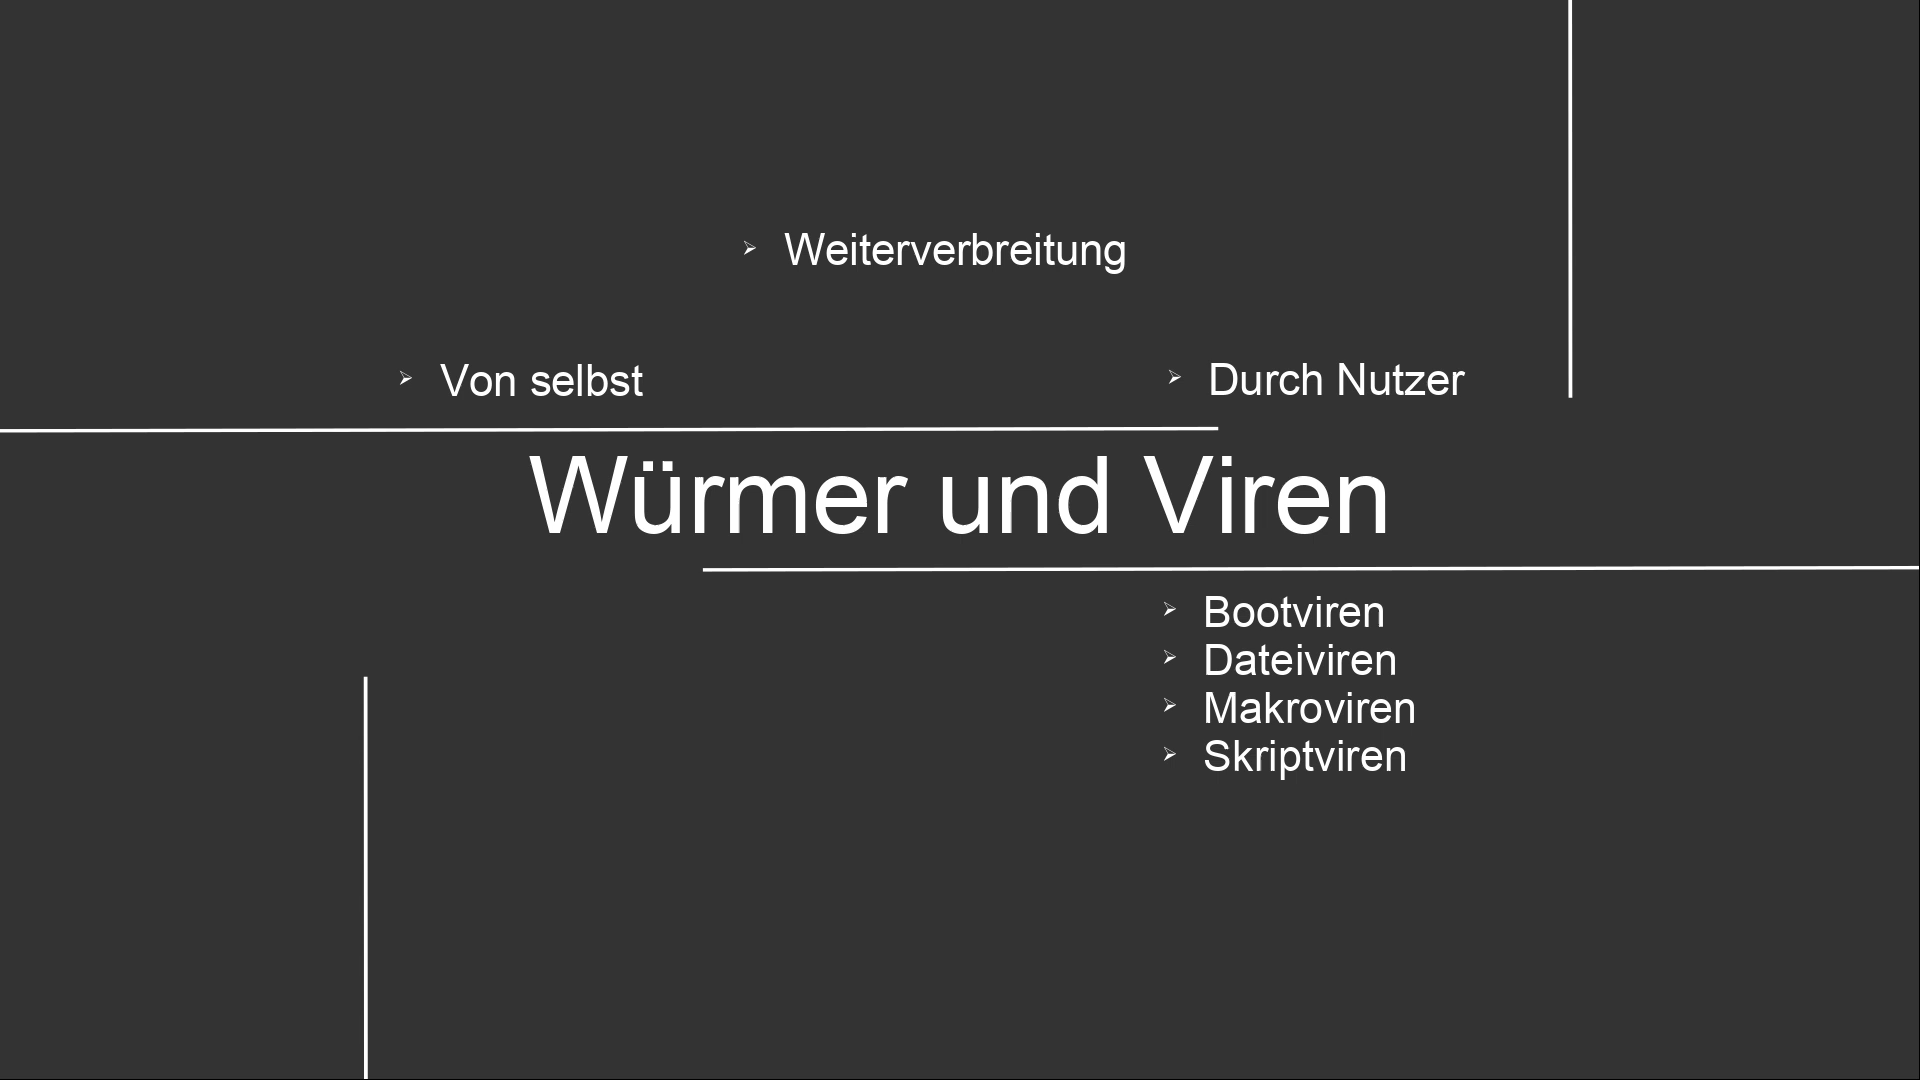 Weiterverbreitung
Von selbst
Durch Nutzer
Würmer und Viren
Bootviren
Dateiviren
Makroviren
Skriptviren